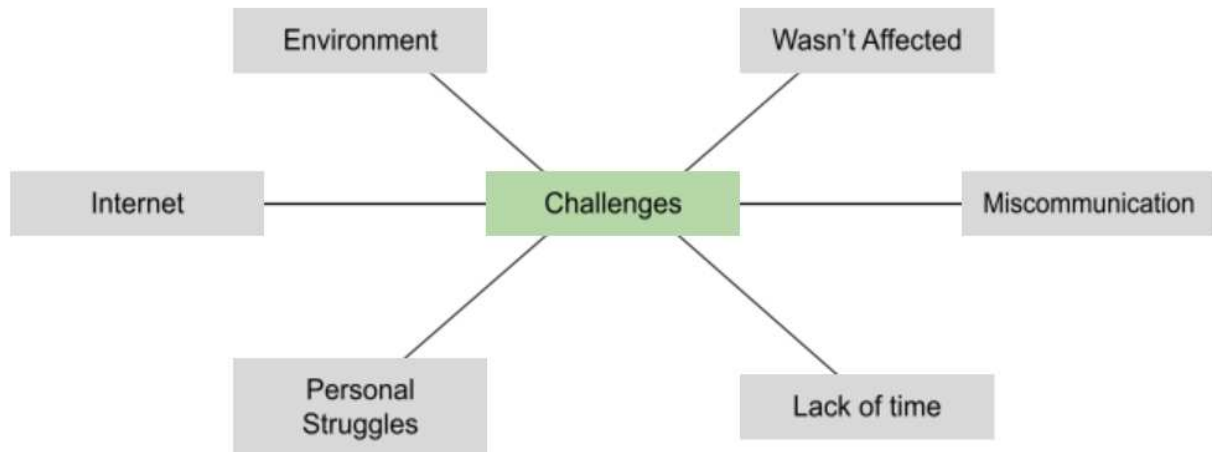 Environment
Wasn't Affected
Internet
Challenges
Miscommunication
Personal
Struggles
Lack of time